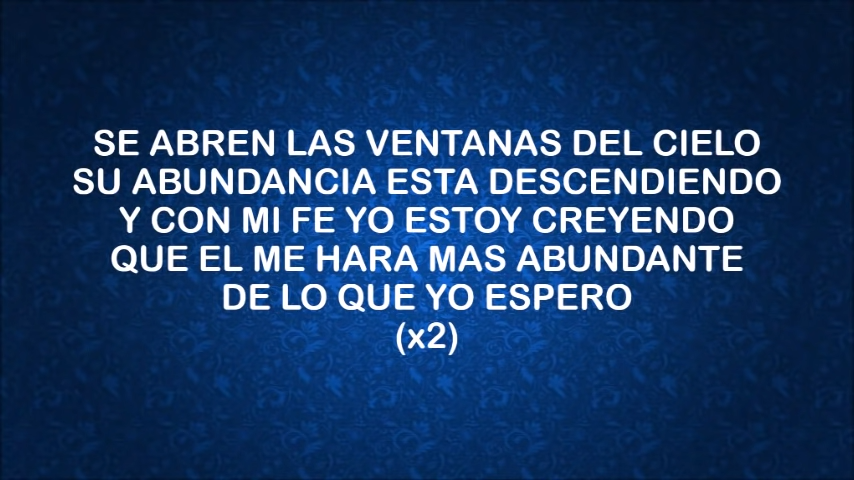 SE ABREN LAS VENTANAS DEL CIELO
SU ABUNDANCIA ESTA DESCENDIENDO
Y CON MI FE YO ESTOY CREYENDO
QUE EL ME HARA MAS ABUNDANTE
DE LO QUE YO ESPERO
(x2)